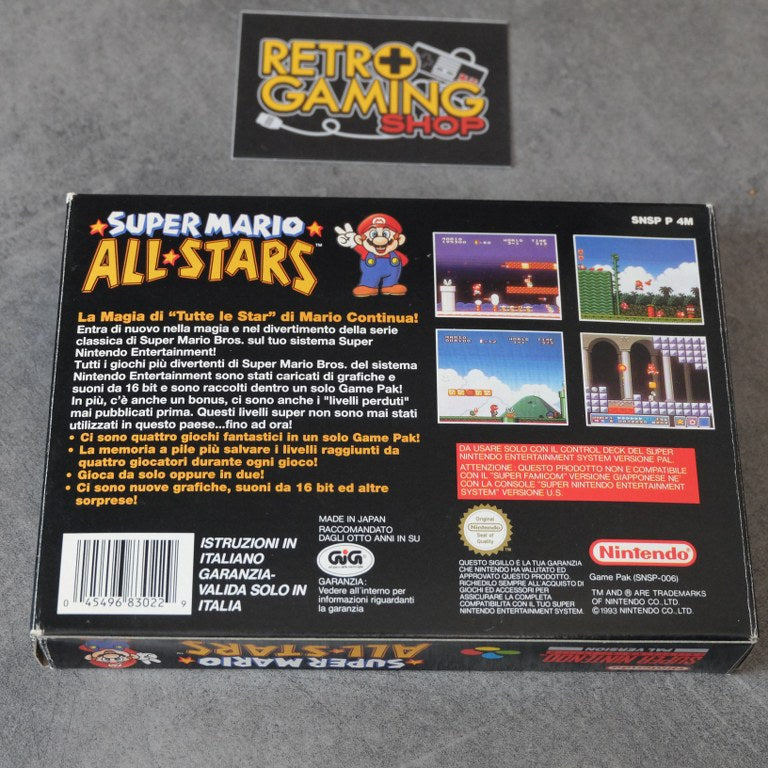 RETRO
GAMING
SHOP
SUPER MARIO
ALL★STARS™
SNSP P 4M
La Magia di “Tutte le Star” di Mario Continua!
Entra di nuovo nella magia e nel divertimento della serie
classica di Super Mario Bros. sul tuo sistema Super
Nintendo Entertainment!
Tutti i giochi più divertenti di Super Mario Bros. del sistema
Nintendo Entertainment sono stati caricati di grafiche e
suoni da 16 bit e sono raccolti dentro un solo Game Pak!
In più, c'è anche un bonus, ci sono anche i "livelli perduti"
mai pubblicati prima. Questi livelli super non sono mai stati
utilizzati in questo paese...fino ad ora!
• Ci sono quattro giochi fantastici in un solo Game Pak!
• La memoria a pile più salvare i livelli raggiunti da
quattro giocatori durante ogni gioco!
• Gioca da solo oppure in due!
• Ci sono nuove grafiche, suoni da 16 bit ed altre
sorprese!
DA USARE SOLO CON IL CONTROL DECK DEL SUPER
NINTENDO ENTERTAINMENT SYSTEM VERSIONE PAL.
ATTENZIONE : QUESTO PRODOTTO NON E COMPATIBILE
CON IL "SUPER FAMICOM" VERSIONE GIAPPONESE NE'
CON LA CONSOLE "SUPER NINTENDO ENTERTAINMENT
SYSTEM" VERSIONE U.S.
0 45496 83022 9
ISTRUZIONI IN
ITALIANO
GARANZIA-
VALIDA SOLO IN
ITALIA
MADE IN JAPAN
RACCOMANDATO
DAGLI OTTO ANNI IN SU
GiG
GARANZIA:
Vedere all'interno per
informazioni riguardanti
la garanzia
Original
Nintendo
Seal of
Quality
QUESTO SIGILLO È LA TUA GARANZIA
CHE NINTENDO HA VALUTATO ED
APPROVATO QUESTO PRODOTTO.
RICHIEDILO SEMPRE ALL'ACQUISTO DI
GIOCHI ED ACCESSORI PER
ASSICURARE LA COMPLETA
COMPATIBILITA CON IL TUO SUPER
NINTENDO ENTERTAINMENT SYSTEM.
Nintendo
Game Pak (SNSP-006)
TM AND ® ARE TRADEMARKS
OF NINTENDO CO., LTD.
©1993 NINTENDO CO., LTD.
SUPER MARIO
ALL★STARS
Nintendo
SUPER NINTENDO
PAL VERSION